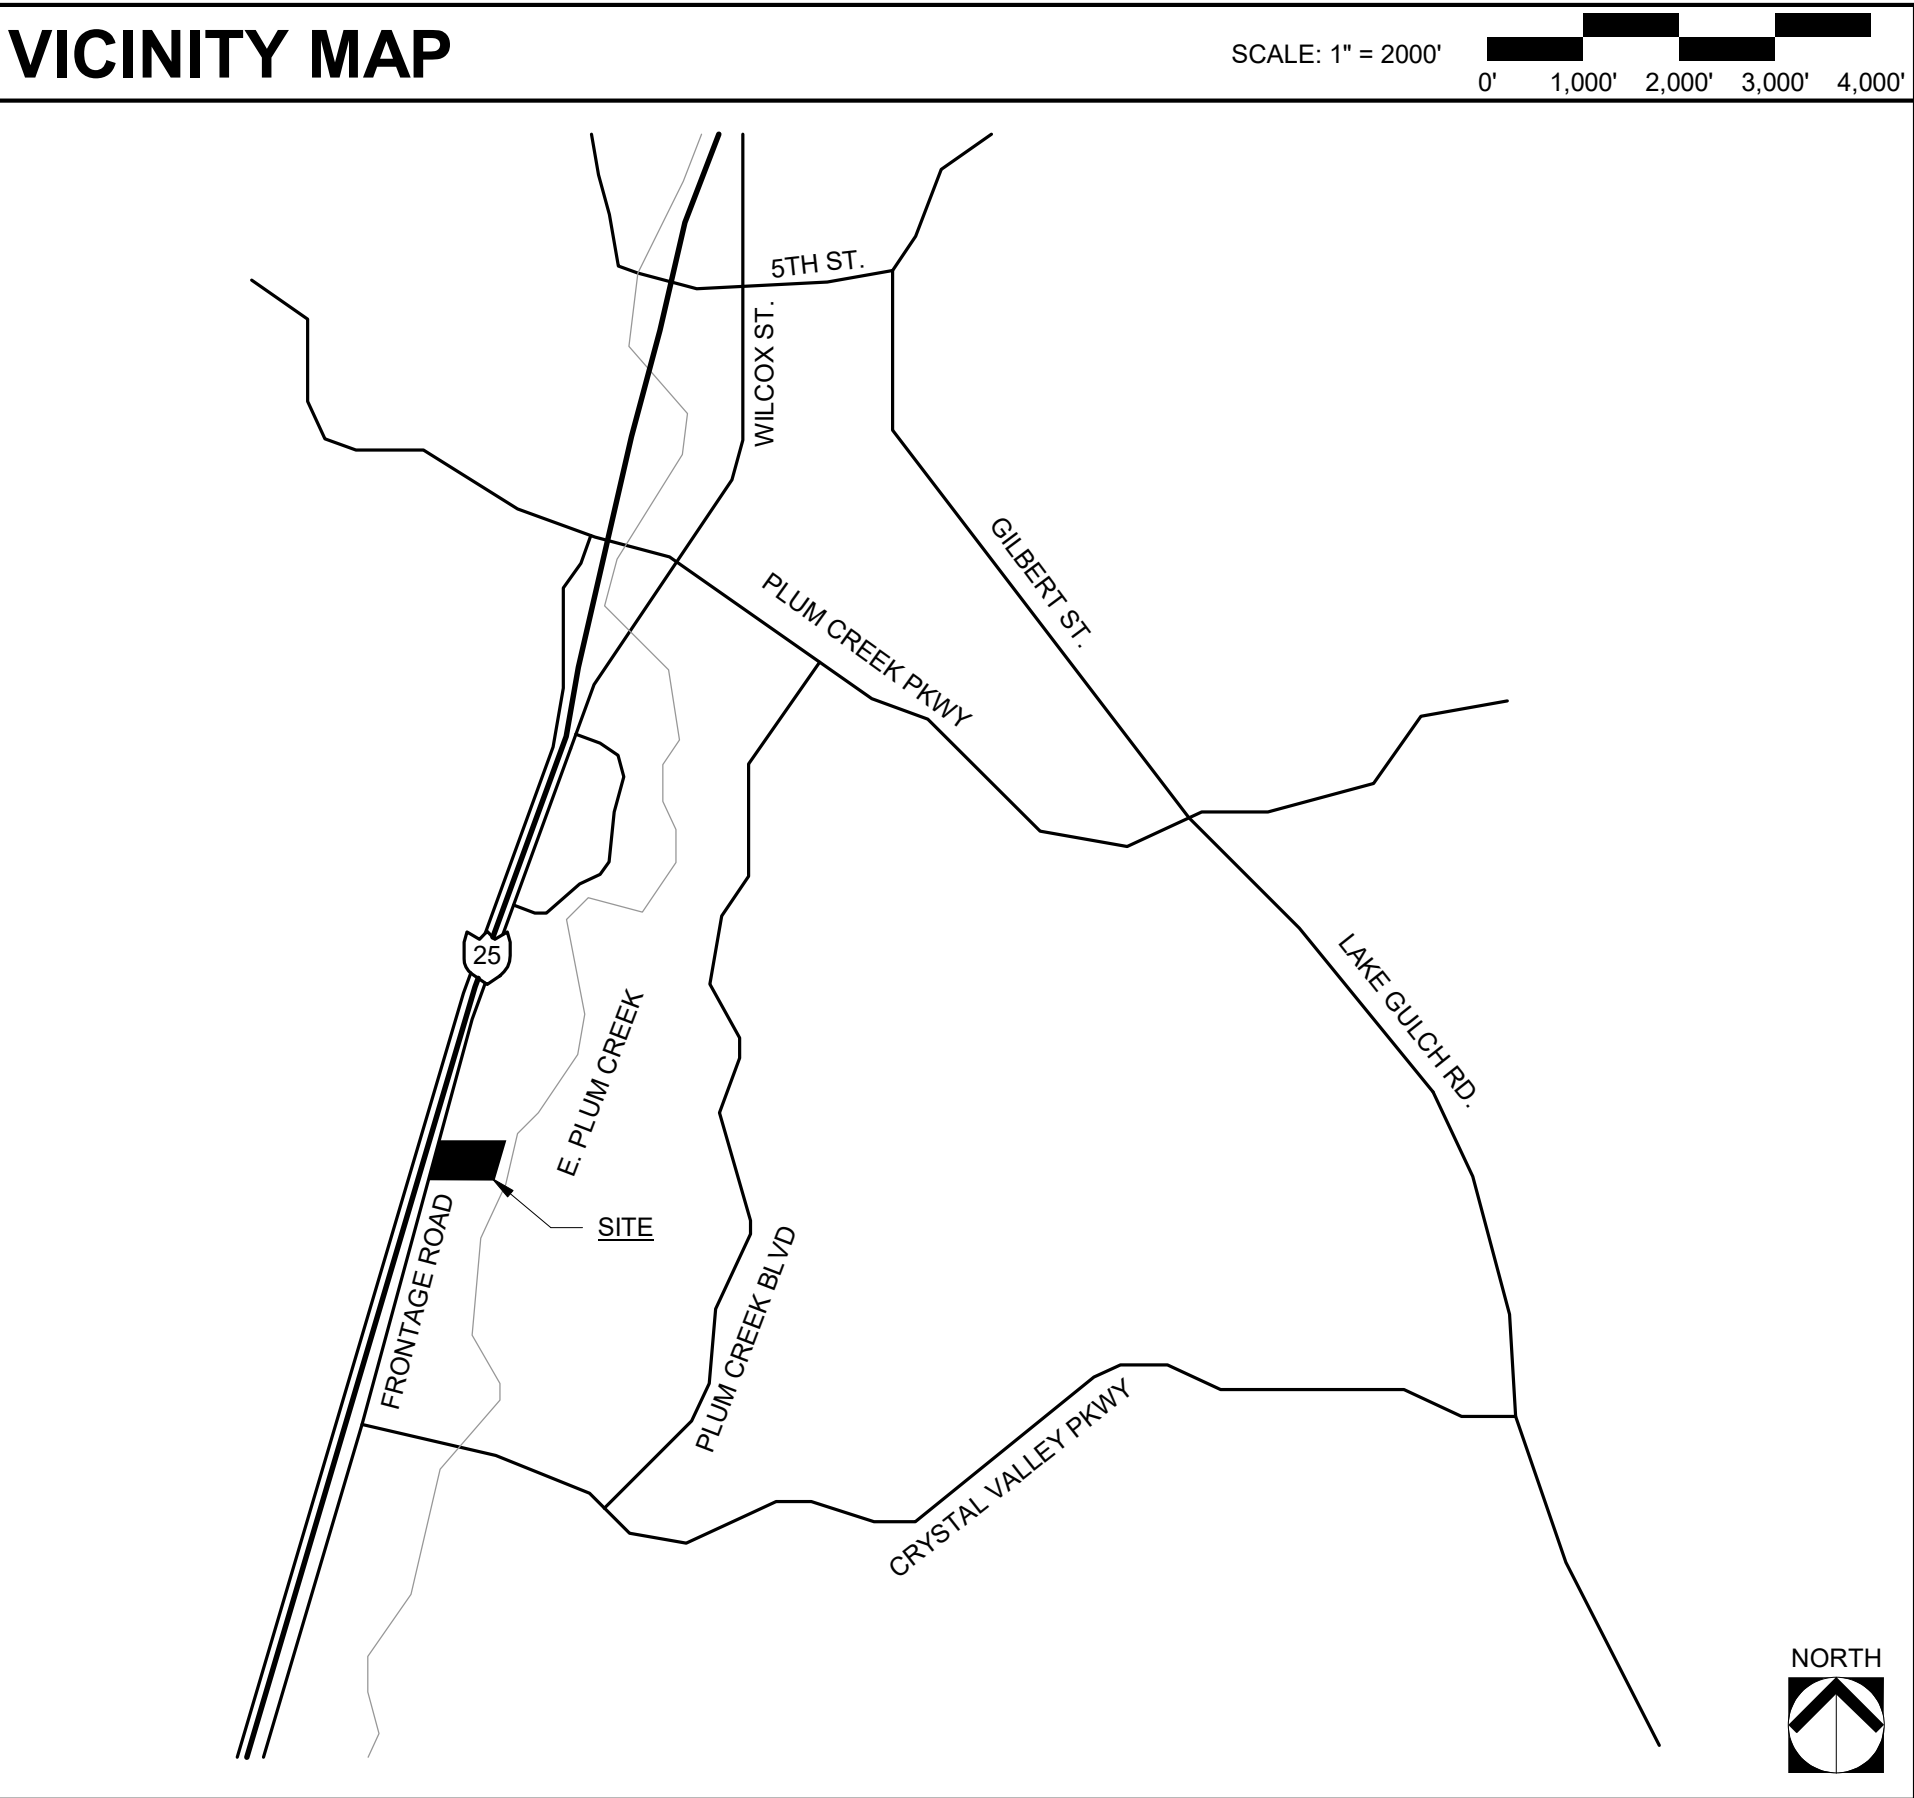 VICINITY MAP
SCALE: 1" = 2000'
0' 1,000' 2,000' 3,000' 4,000'
5TH ST.
WILCOX ST.
GILBERT ST.
PLUM CREEK PKWY
25
LAKE GULCH RD.
E. PLUM CREEK
SITE
FRONTAGE ROAD
PLUM CREEK BLVD
CRYSTAL VALLEY PKWY
NORTH